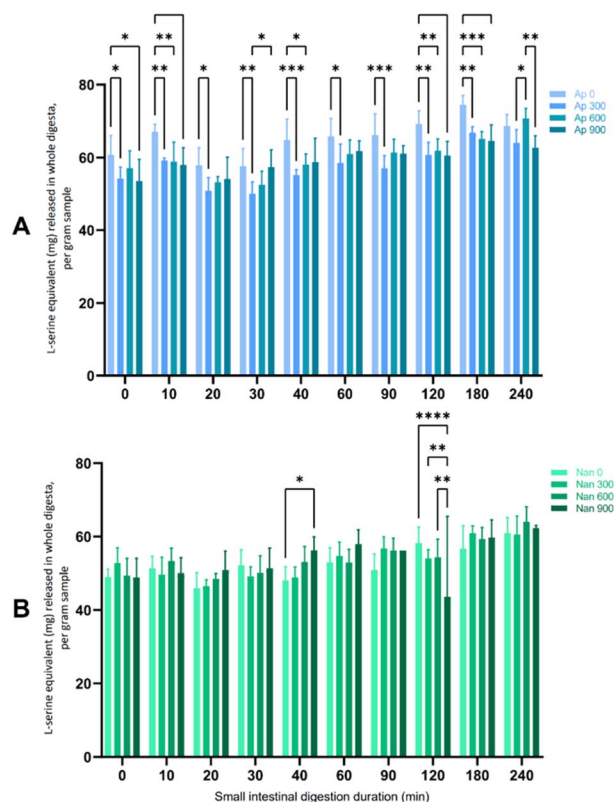 * ** * * ** *** **
* ** * ** *** * *** ** ** *
80
60
40
20
0
L-serine equivalent (mg) released in whole digesta,
per gram sample
A
Ap 0
Ap 300
Ap 600
Ap 900
0 10 20 30 40 60 90 120 180 240
****
**
* **
80
60
40
20
0
L-serine equivalent (mg) released in whole digesta,
per gram sample
B
Nan 0
Nan 300
Nan 600
Nan 900
0 10 20 30 40 60 90 120 180 240
Small intestinal digestion duration (min)